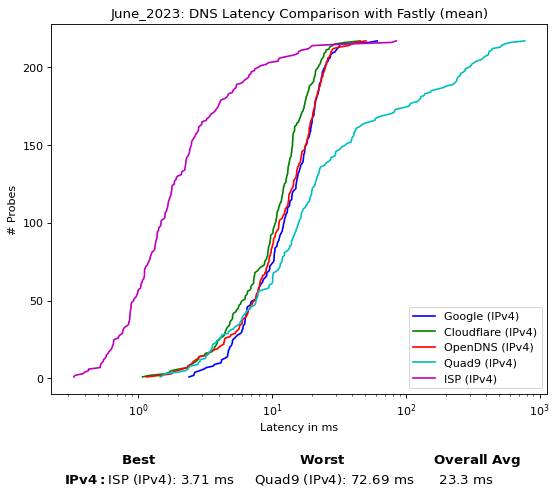 June_2023: DNS Latency Comparison with Fastly (mean)
# Probes
200
150
100
50
0
Google (IPv4)
Cloudflare (IPv4)
OpenDNS (IPv4)
Quad9 (IPv4)
ISP (IPv4)
10⁰ 10¹ 10² 10³
Latency in ms
Best Worst Overall Avg
IPv4: ISP (IPv4): 3.71 ms Quad9 (IPv4): 72.69 ms 23.3 ms